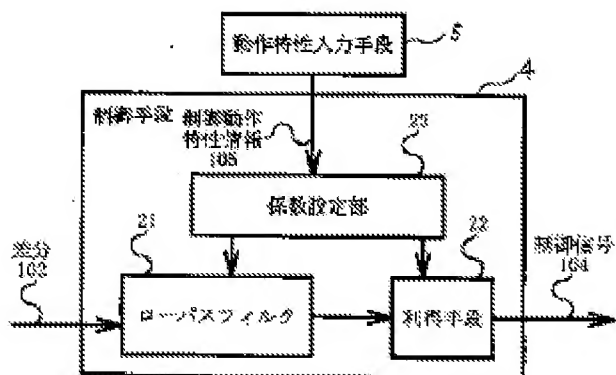 動作特性入力手段
5
4
制御手段
制御動作
特性情報
105
23
係数設定部
21
22
差分
102
制御信号
104
ローパスフィルタ
利得手段